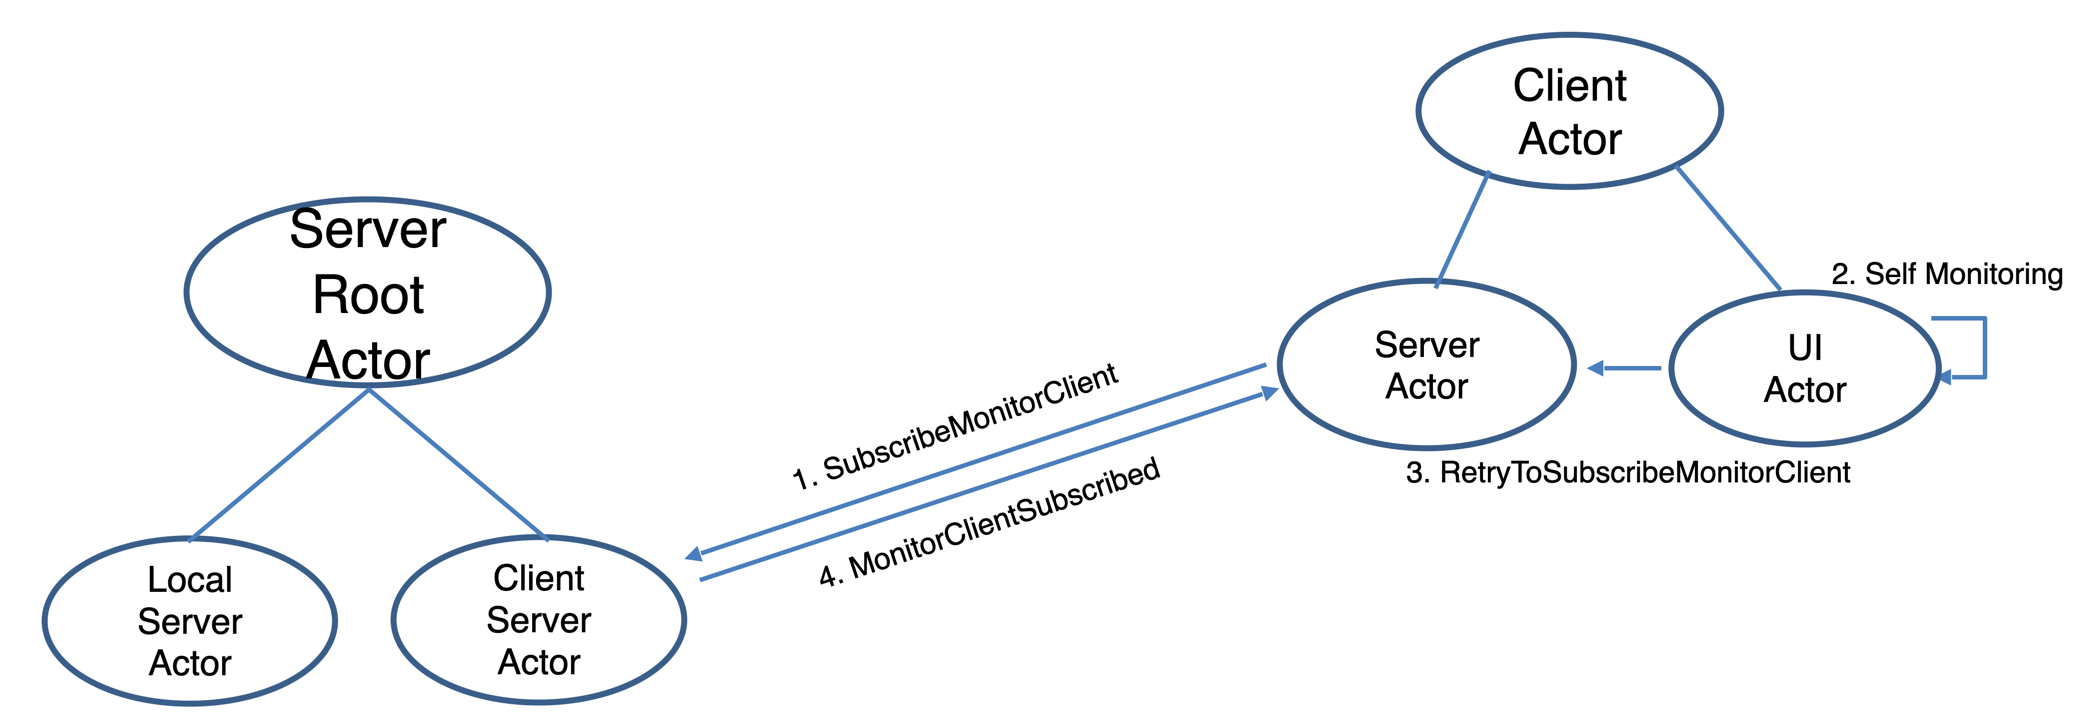 Client
Actor
Server
Root
Actor
2. Self Monitoring
Server
Actor
UI
Actor
1. SubscribeMonitorClient
3. RetryToSubscribeMonitorClient
4. MonitorClientSubscribed
Local
Server
Actor
Client
Server
Actor